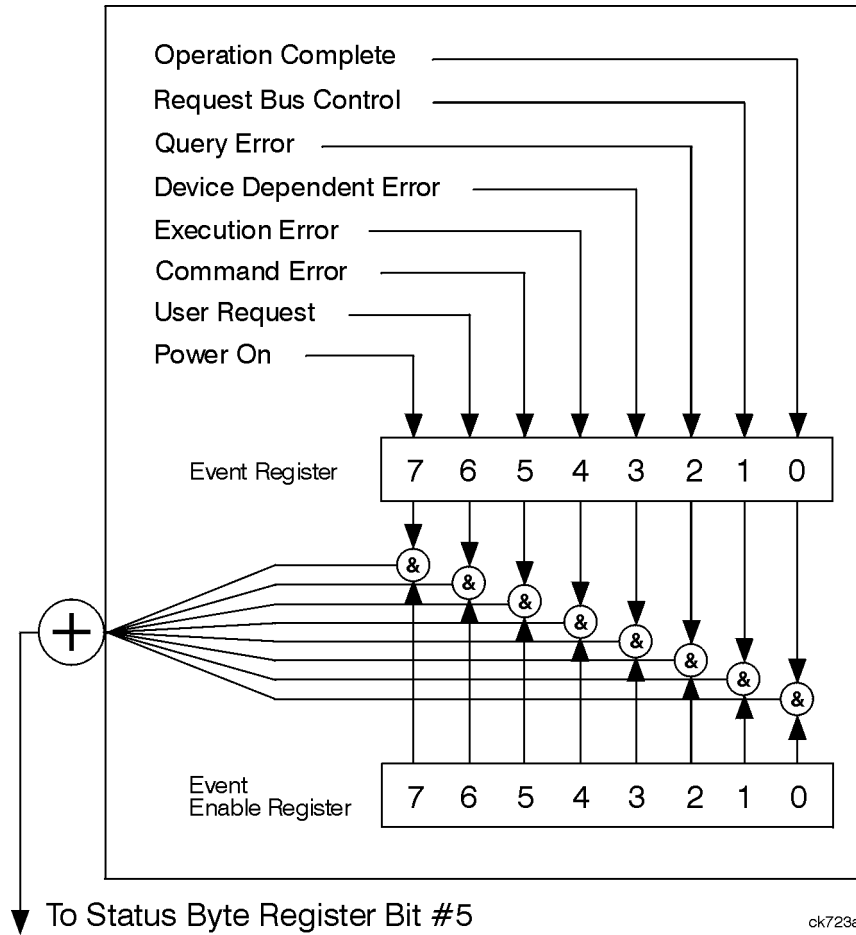 Operation Complete
Request Bus Control
Query Error
Device Dependent Error
Execution Error
Command Error
User Request
Power On
Event Register
7 6 5 4 3 2 1 0
&
&
&
&
&
&
&
&
+
Event
Enable Register
7 6 5 4 3 2 1 0
To Status Byte Register Bit #5
ck723a